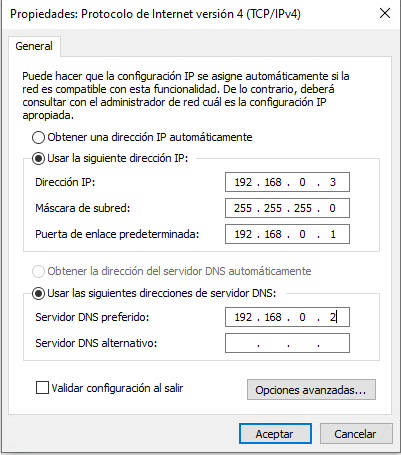 Propiedades: Protocolo de Internet versión 4 (TCP/IPv4)
General
Puede hacer que la configuración IP se asigne automáticamente si la
red es compatible con esta funcionalidad. De lo contrario, deberá
consultar con el administrador de red cuál es la configuración IP
apropiada.
Obtener una dirección IP automáticamente
Usar la siguiente dirección IP:
Dirección IP: 192 . 168 . 0 . 3
Máscara de subred: 255 . 255 . 255 . 0
Puerta de enlace predeterminada: 192 . 168 . 0 . 1
Obtener la dirección del servidor DNS automáticamente
Usar las siguientes direcciones de servidor DNS:
Servidor DNS preferido: 192 . 168 . 0 . 2
Servidor DNS alternativo: . . .
Validar configuración al salir
Opciones avanzadas...
Aceptar Cancelar